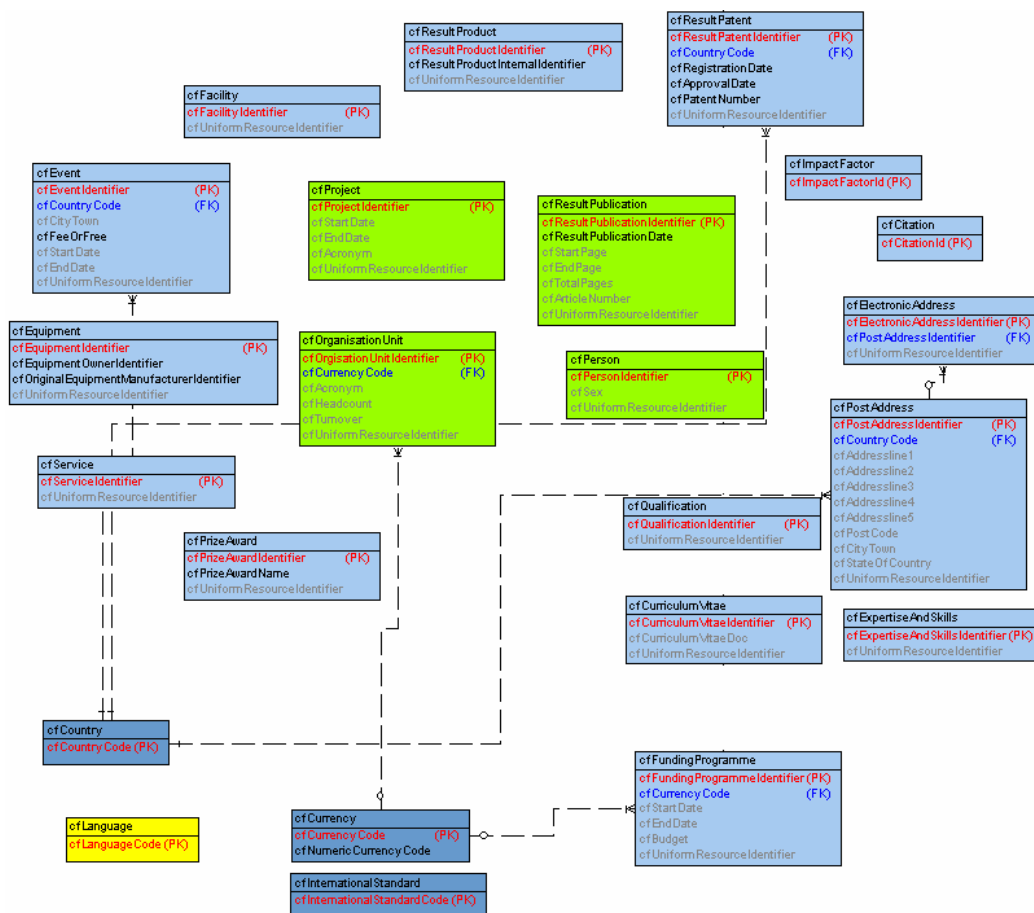 cfResultPatent
cfResultPatentIdentifier (PK)
cfCountryCode (FK)
cfRegistrationDate
cfApprovalDate
cfPatentNumber
cfUniformResourceIdentifier
cfResultProduct
cfResultProductIdentifier (PK)
cfResultProductInternalIdentifier
cfUniformResourceIdentifier
cfFacility
cfFacilityIdentifier (PK)
cfUniformResourceIdentifier
cfEvent
cfEventIdentifier (PK)
cfCountryCode (FK)
cfCityTown
cfFeeOrFree
cfStartDate
cfEndDate
cfUniformResourceIdentifier
cfProject
cfProjectIdentifier (PK)
cfStartDate
cfEndDate
cfAcronym
cfUniformResourceIdentifier
cfResultPublication
cfResultPublicationIdentifier (PK)
cfResultPublicationDate
cfStartPage
cfEndPage
cfTotalPages
cfArticleNumber
cfUniformResourceIdentifier
cfImpactFactor
cfImpactFactorId (PK)
cfCitation
cfCitationId (PK)
cfElectronicAddress
cfElectronicAddressIdentifier (PK)
cfPostAddressIdentifier (FK)
cfUniformResourceIdentifier
cfEquipment
cfEquipmentIdentifier (PK)
cfEquipmentOwnerIdentifier
cfOriginalEquipmentManufacturerIdentifier
cfUniformResourceIdentifier
cfOrganisationUnit
cfOrgisationUnitIdentifier (PK)
cfCurrencyCode (FK)
cfAcronym
cfHeadcount
cfTurnover
cfUniformResourceIdentifier
cfPerson
cfPersonIdentifier (PK)
cfSex
cfUniformResourceIdentifier
cfPostAddress
cfPostAddressIdentifier (PK)
cfCountryCode (FK)
cfAddressline1
cfAddressline2
cfAddressline3
cfAddressline4
cfAddressline5
cfPostCode
cfCityTown
cfStateOfCountry
cfUniformResourceIdentifier
cfService
cfServiceIdentifier (PK)
cfUniformResourceIdentifier
cfQualification
cfQualificationIdentifier (PK)
cfUniformResourceIdentifier
cfPrizeAward
cfPrizeAwardIdentifier (PK)
cfPrizeAwardName
cfUniformResourceIdentifier
cfCurriculumVitae
cfCurriculumVitaeIdentifier (PK)
cfCurriculumVitaeDoc
cfUniformResourceIdentifier
cfExpertiseAndSkills
cfExpertiseAndSkillsIdentifier (PK)
cfUniformResourceIdentifier
cfCountry
cfCountryCode (PK)
cfFundingProgramme
cfFundingProgrammeIdentifier (PK)
cfCurrencyCode (FK)
cfStartDate
cfEndDate
cfBudget
cfUniformResourceIdentifier
cfLanguage
cfLanguageCode (PK)
cfCurrency
cfCurrencyCode (PK)
cfNumericCurrencyCode
cfInternationalStandard
cfInternationalStandardCode (PK)